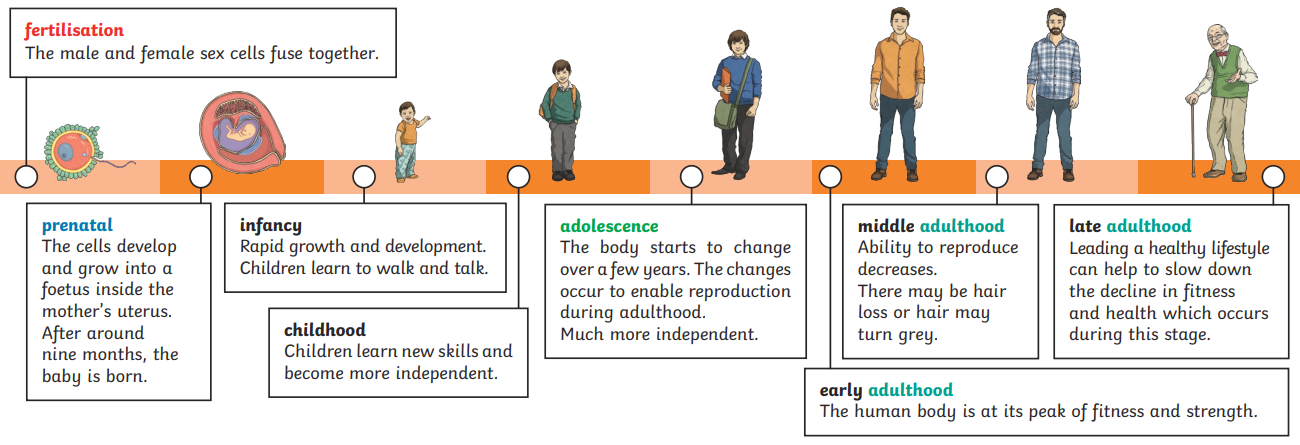 fertilisation
The male and female sex cells fuse together.
prenatal
The cells develop
and grow into a
foetus inside the
mother's uterus.
After around
nine months, the
baby is born.
infancy
Rapid growth and development.
Children learn to walk and talk.
childhood
Children learn new skills and
become more independent.
adolescence
The body starts to change
over a few years. The changes
occur to enable reproduction
during adulthood.
Much more independent.
early adulthood
The human body is at its peak of fitness and strength.
middle adulthood
Ability to reproduce
decreases.
There may be hair
loss or hair may
turn grey.
late adulthood
Leading a healthy lifestyle
can help to slow down
the decline in fitness
and health which occurs
during this stage.